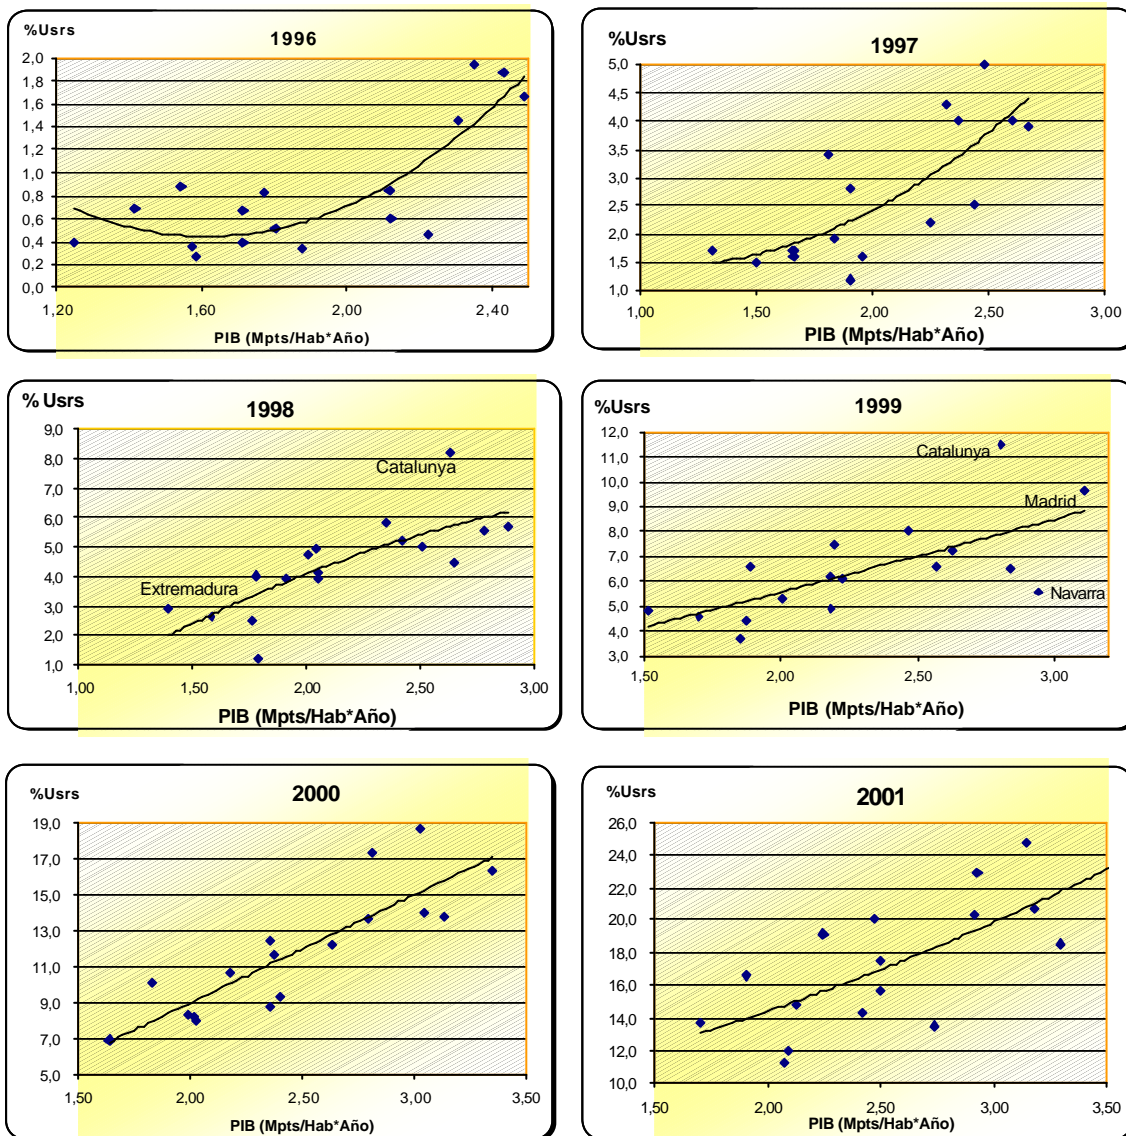 %Usrs
1996
2,0
1,8
1,6
1,4
1,2
1,0
0,8
0,6
0,4
0,2
0,0
1,20 1,60 2,00 2,40
PIB (Mpts/Hab*Año)
%Usrs
1997
5,0
4,5
4,0
3,5
3,0
2,5
2,0
1,5
1,0
1,00 1,50 2,00 2,50 3,00
PIB (Mpts/Hab*Año)
% Usrs
1998
9,0
8,0
Catalunya
7,0
6,0
5,0
4,0
Extremadura
3,0
2,0
1,0
1,00 2,00 3,00
PIB (Mpts/Hab*Año)
%Usrs
1999
12,0
11,0
Catalunya
10,0
Madrid
9,0
8,0
7,0
6,0
Navarra
5,0
4,0
3,0
1,50 2,00 2,50 3,00
PIB (Mpts/Hab*Año)
%Usrs
2000
19,0
17,0
15,0
13,0
11,0
9,0
7,0
5,0
1,50 2,00 2,50 3,00 3,50
PIB (Mpts/Hab*Año)
%Usrs
2001
26,0
24,0
22,0
20,0
18,0
16,0
14,0
12,0
10,0
1,50 2,00 2,50 3,00 3,50
PIB (Mpts/Hab*Año)